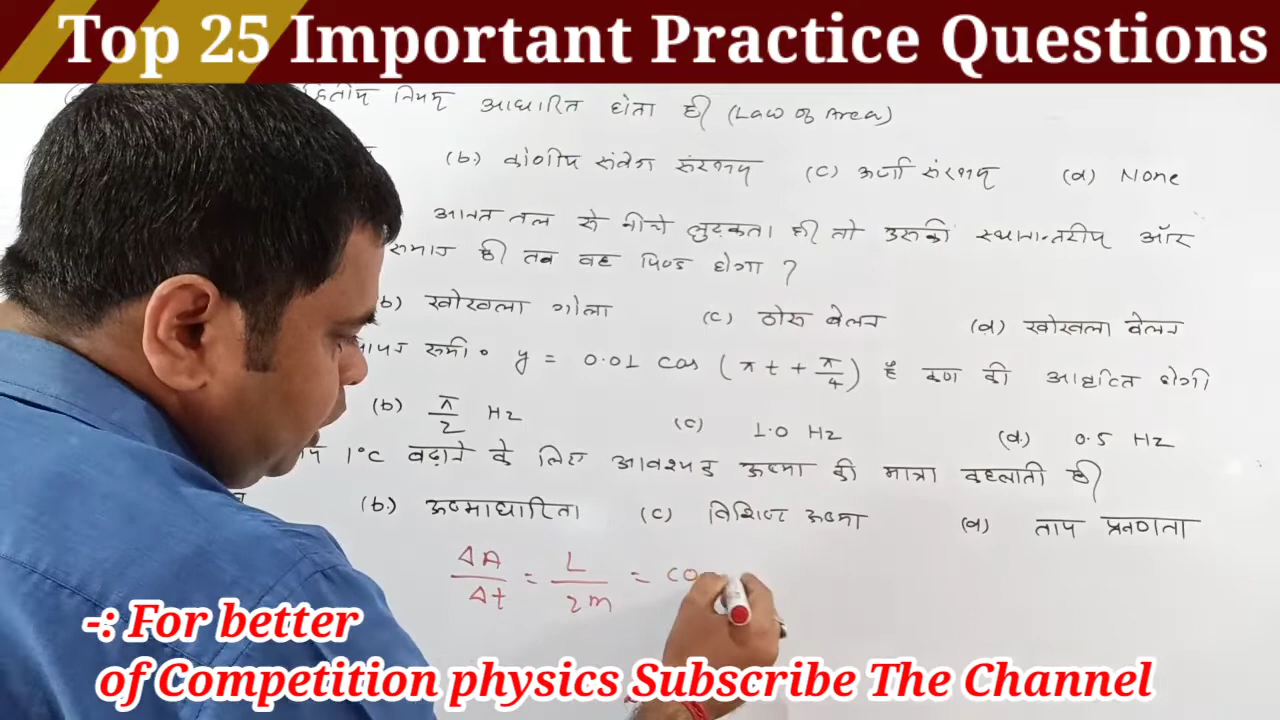 Top 25 Important Practice Questions
द्वितीय नियम आधारित होता है (Law of Area)
(b.) कोणीय संवेग संरक्षण (c) ऊर्जा संरक्षण (d) None
आनत तल से नीचे लुढ़कता है तो उसकी स्थानान्तरीय और
समान है तब वह पिण्ड होगा ?
b) खोखला गोला (c) ठोस बेलन (d) खोखला बेलन
समी० y = 0.01 cos (πt + π/4) है कण की आवृत्ति होगी
(b) π/2 Hz (c) 1.0 Hz (d.) 0.5 Hz
1°C बढ़ाने के लिए आवश्यक ऊष्मा की मात्रा कहलाती है
(b.) ऊष्माधारिता (c) विशिष्ट ऊष्मा (d) ताप प्रवणता
ΔA/Δt = L/2m = co
-: For better
of Competition physics Subscribe The Channel